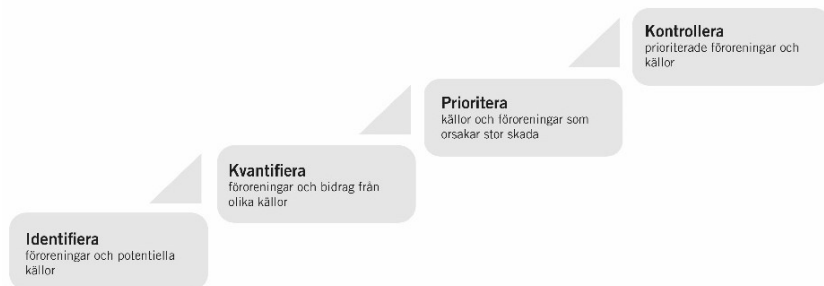 Kontrollera
prioriterade föroreningar och
källor
Prioritera
källor och föroreningar som
orsakar stor skada
Kvantifiera
föroreningar och bidrag från
olika källor
Identifiera
föroreningar och potentiella
källor